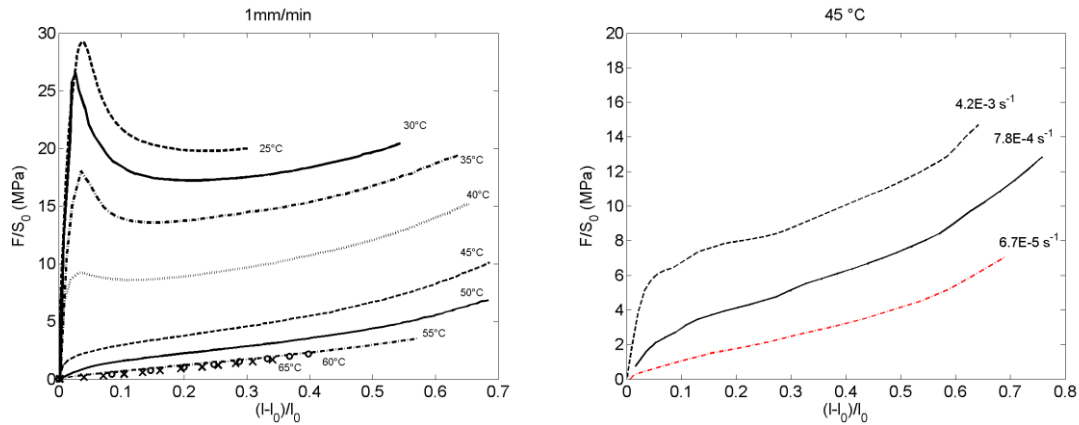 1mm/min
30
25
20
15
10
5
0
F/S0 (MPa)
25°C
30°C
35°C
40°C
45°C
50°C
55°C
60°C
65°C
0 0.1 0.2 0.3 0.4 0.5 0.6 0.7
(l-l0)/l0
45 °C
20
18
16
14
12
10
8
6
4
2
0
F/S0 (MPa)
4.2E-3 s-1
7.8E-4 s-1
6.7E-5 s-1
0 0.1 0.2 0.3 0.4 0.5 0.6 0.7 0.8
(l-l0)/l0